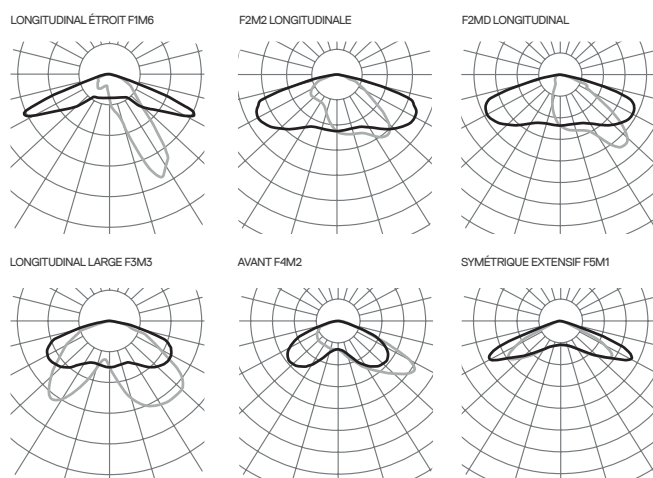 LONGITUDINAL ÉTROIT F1M6
F2M2 LONGITUDINALE
F2MD LONGITUDINAL
LONGITUDINAL LARGE F3M3
AVANT F4M2
SYMÉTRIQUE EXTENSIF F5M1